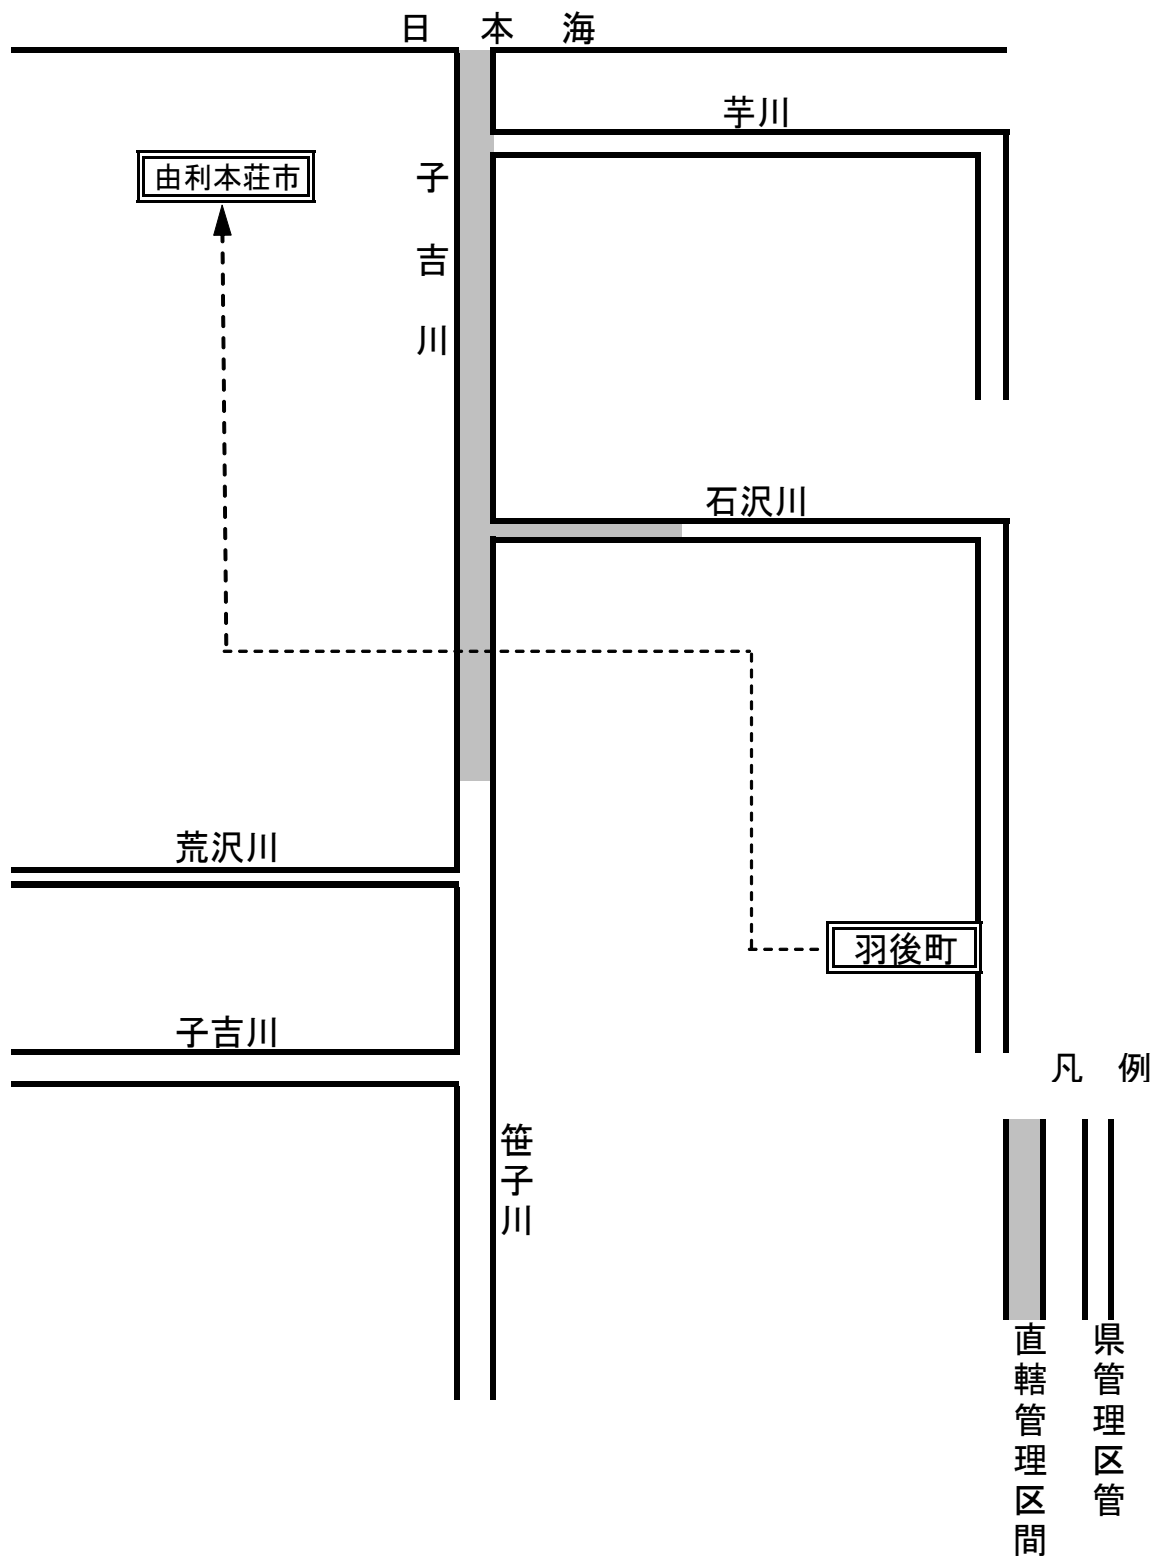 日本海
芋川
由利本荘市
子吉川
石沢川
荒沢川
羽後町
子吉川
凡例
笹子川
直轄管理区間
県管理区管